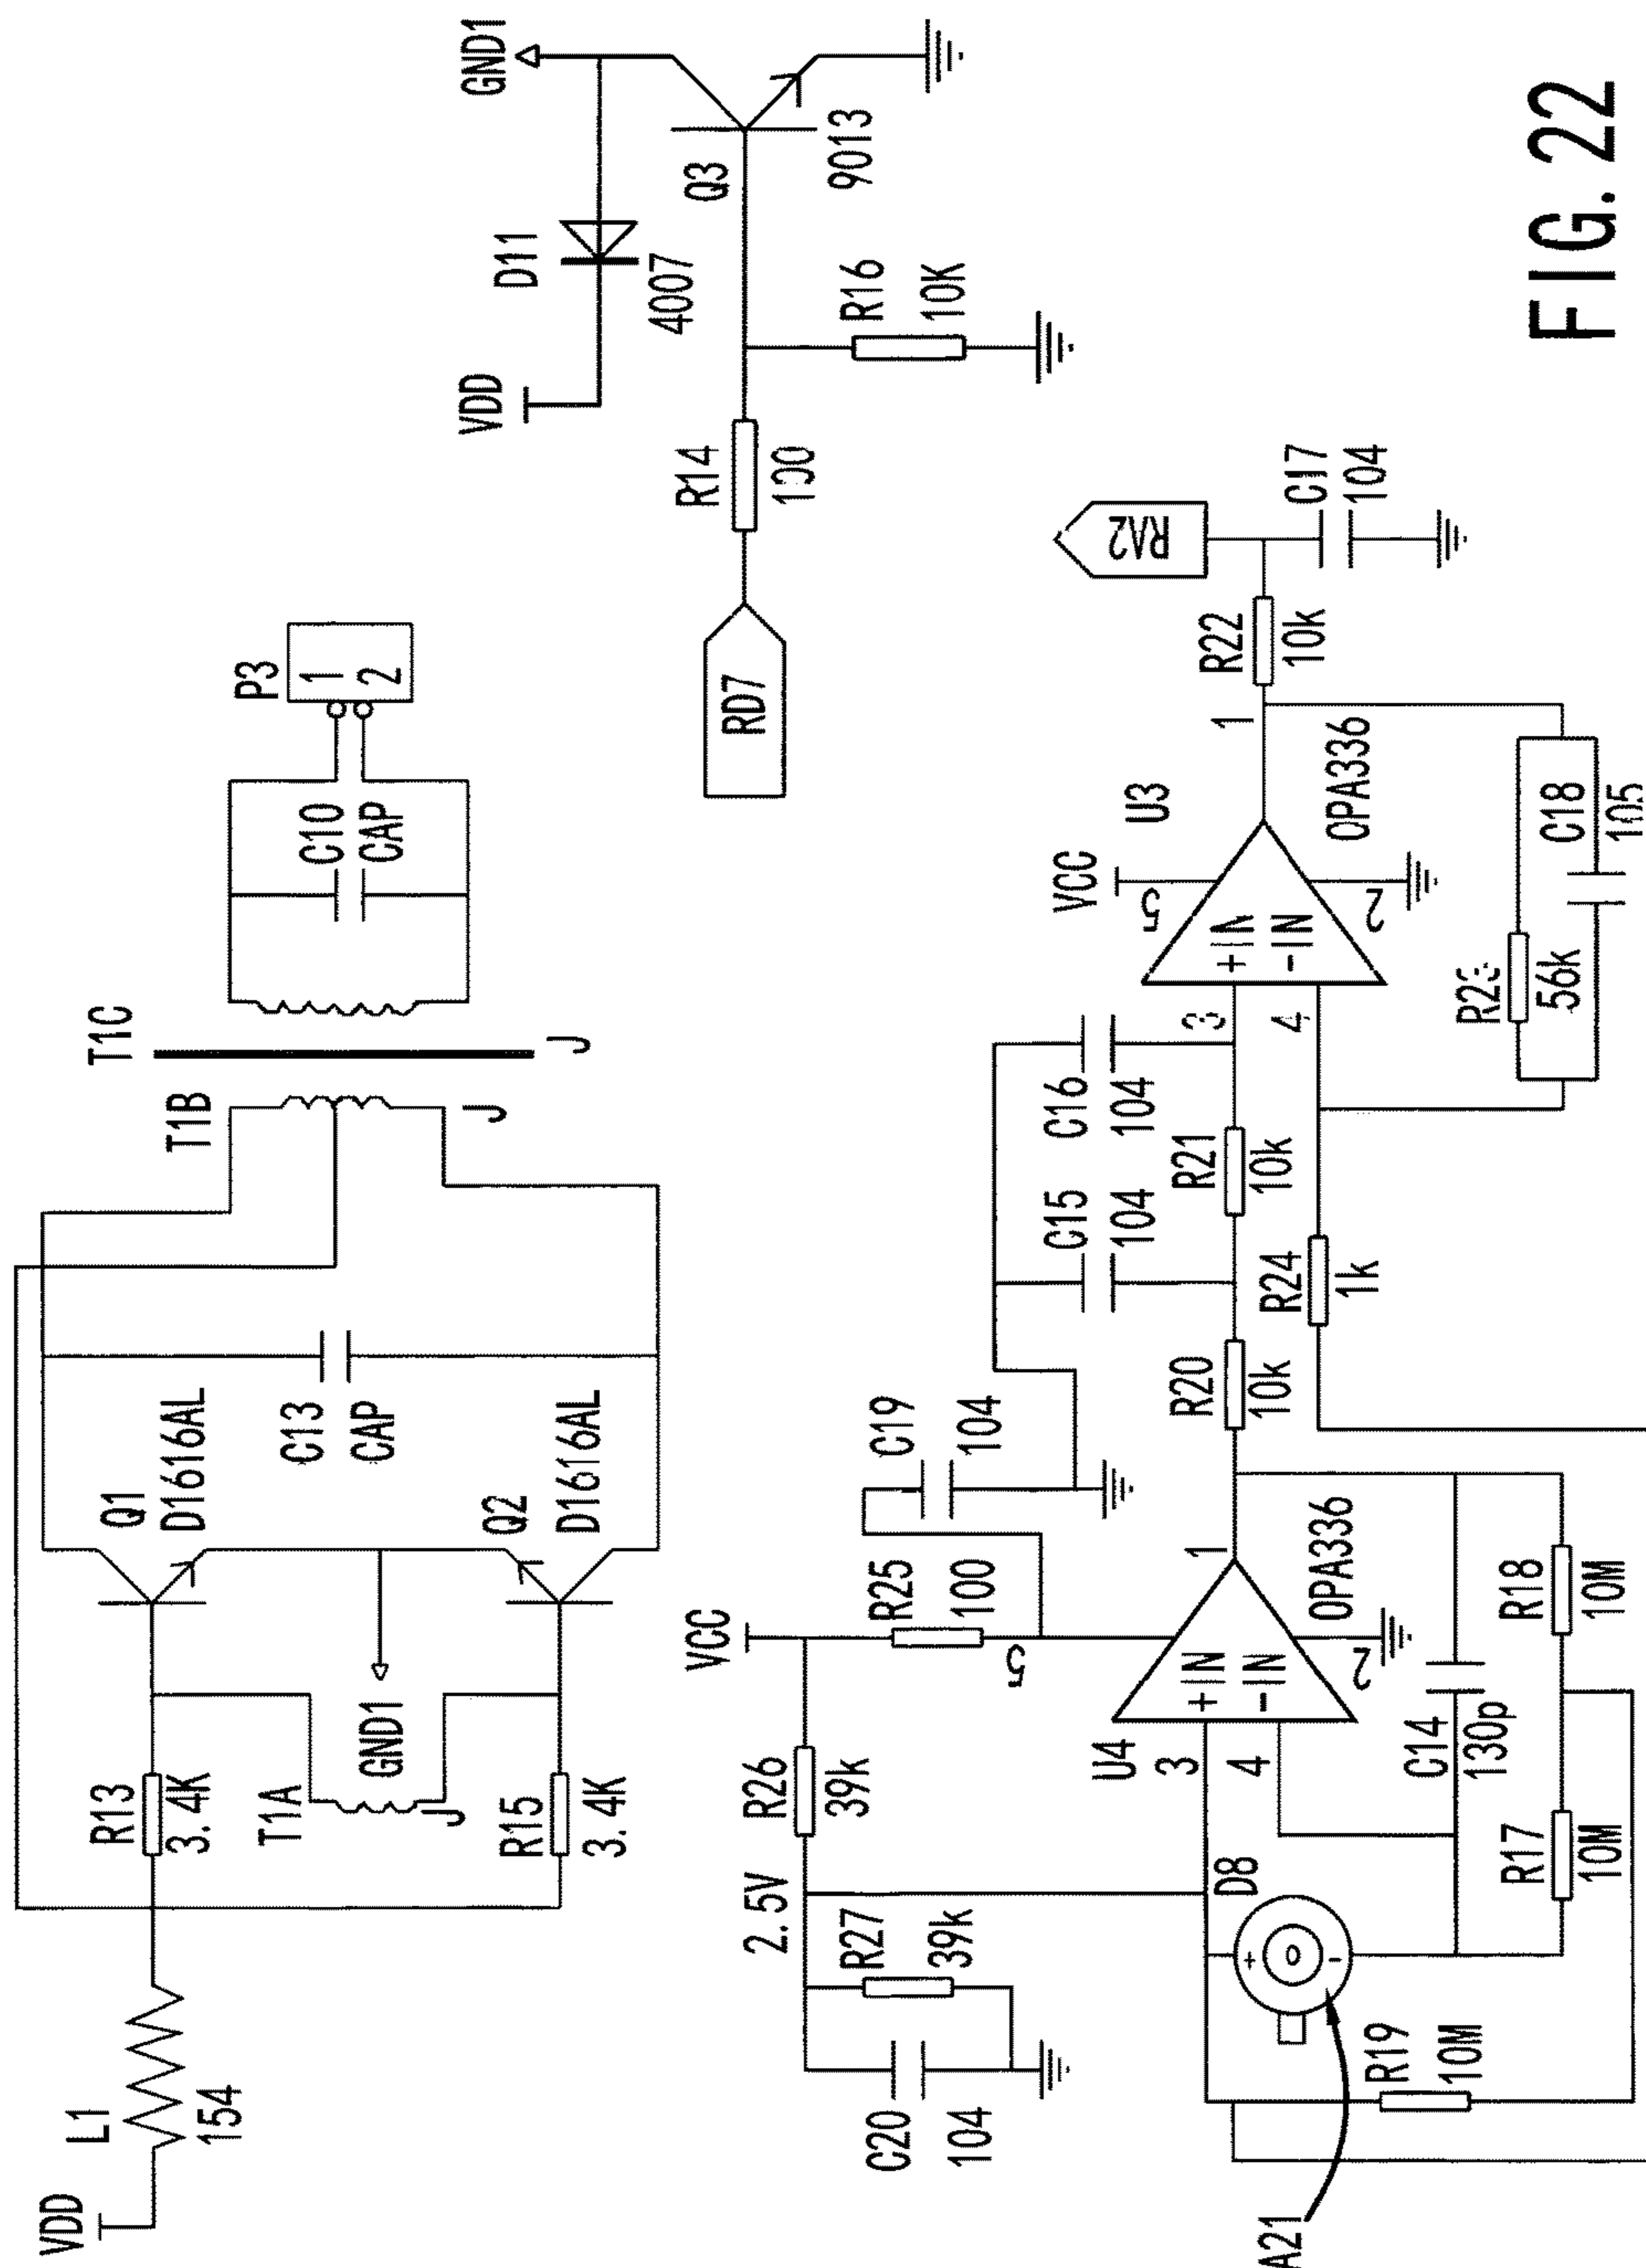 VDD
L1
154
R13
3.4K
T1A
J
GND1
R15
3.4K
Q1
D1616AL
Q2
D1616AL
C13
CAP
T1B
J
T1C
J
C10
CAP
P3
1
2
VDD
D11
4007
GND1
Q3
9013
RD7
R14
100
R16
10K
A21
C20
104
2.5V
R27
39k
R26
39k
VCC
R25
100
5
C19
104
D8
+
-
R19
10M
R17
10M
R18
10M
C14
130p
U4
3
4
+IN
-IN
1
2
OPA336
R20
10k
C15
104
R21
10k
C16
104
R24
1k
3
4
VCC
5
U3
+IN
-IN
1
2
OPA336
R23
56k
C18
105
R22
10k
RA2
C17
104
FIG. 22